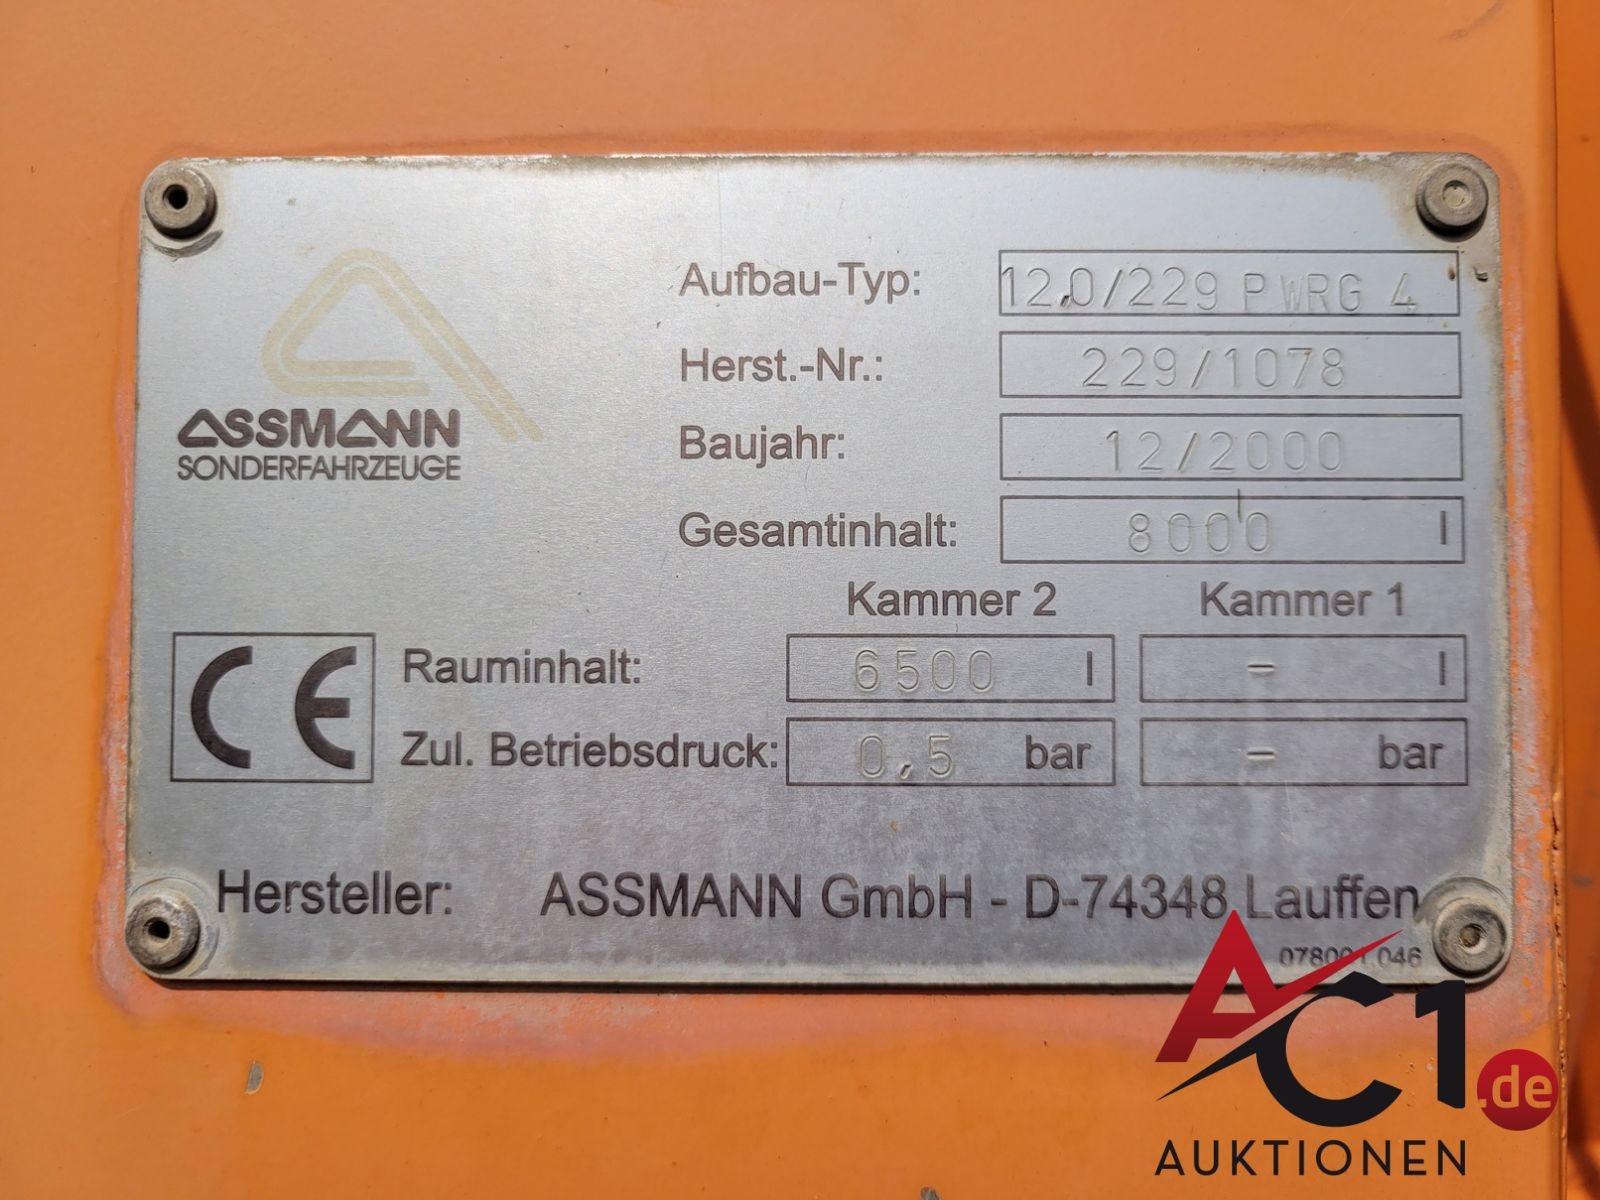 ASSMANN
SONDERFAHRZEUGE
Aufbau-Typ: 12,0/229 PWRG 4
Herst.-Nr.: 229/1078
Baujahr: 12/2000
Gesamtinhalt: 8000 l
Kammer 2 Kammer 1
CE
Rauminhalt: 6500 l - l
Zul. Betriebsdruck: 0,5 bar - bar
Hersteller: ASSMANN GmbH - D-74348 Lauffen
046
AC1.de
AUKTIONEN